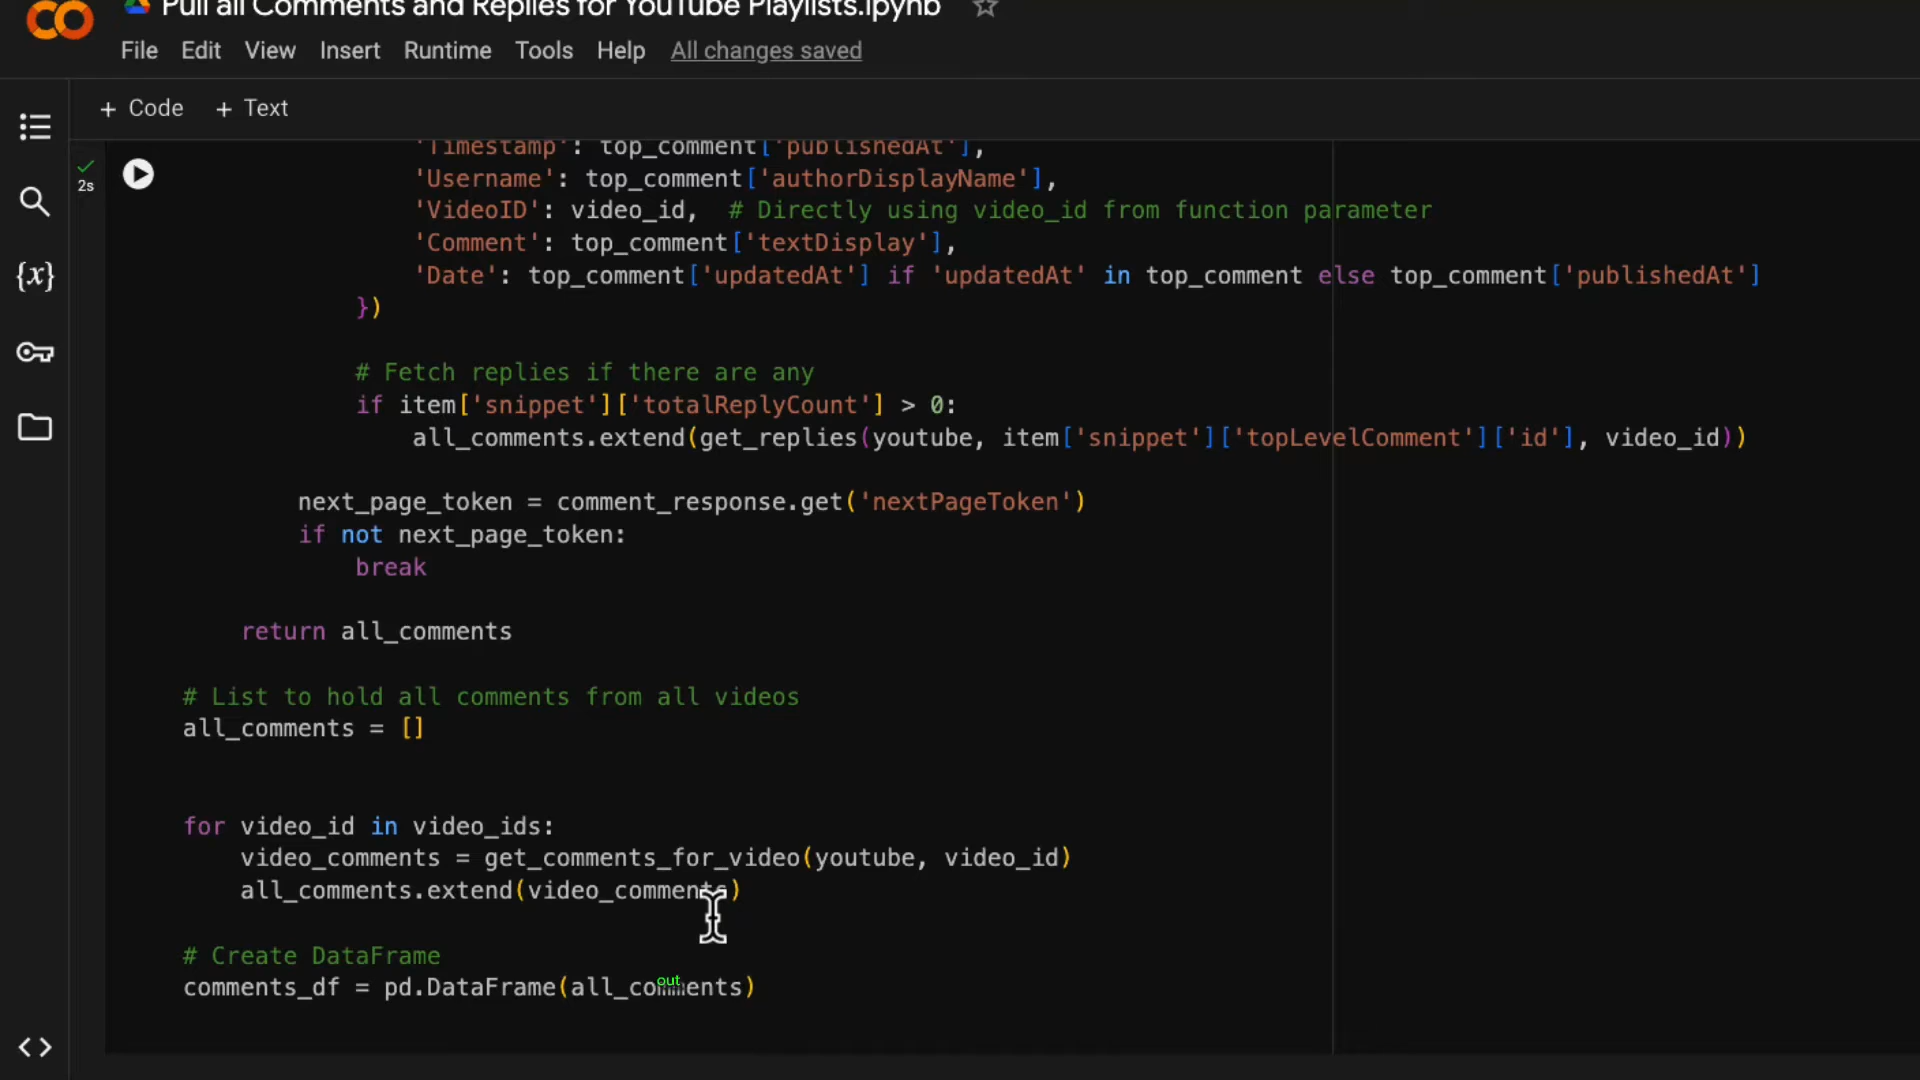 Pull all Comments and Replies for YouTube Playlists.ipynb
File Edit View Insert Runtime Tools Help All changes saved
+ Code + Text
2s
'Timestamp': top_comment['publishedAt'],
'Username': top_comment['authorDisplayName'],
'VideoID': video_id,  # Directly using video_id from function parameter
'Comment': top_comment['textDisplay'],
'Date': top_comment['updatedAt'] if 'updatedAt' in top_comment else top_comment['publishedAt']
})
# Fetch replies if there are any
if item['snippet']['totalReplyCount'] > 0:
all_comments.extend(get_replies(youtube, item['snippet']['topLevelComment']['id'], video_id))
next_page_token = comment_response.get('nextPageToken')
if not next_page_token:
break
return all_comments
# List to hold all comments from all videos
all_comments = []
for video_id in video_ids:
video_comments = get_comments_for_video(youtube, video_id)
all_comments.extend(video_comments)
# Create DataFrame
comments_df = pd.DataFrame(all_comments)
out